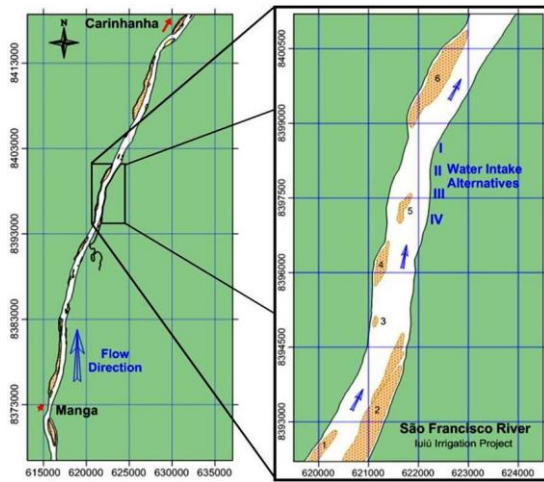 Carinhanha
N
8413000
8403000
8393000
8383000
8373000
Flow
Direction
Manga
615000
620000
625000
630000
635000
8400500
8399000
8397500
8396000
8394500
8393000
6
I
II
III
IV
Water Intake
Alternatives
5
4
3
2
1
São Francisco River
Iuiú Irrigation Project
620000
621000
622000
623000
624000